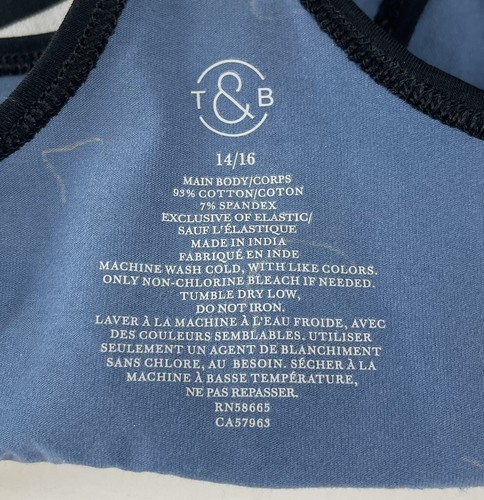 T & B
14/16
MAIN BODY/CORPS
93% COTTON/COTON
7% SPANDEX
EXCLUSIVE OF ELASTIC/
SAUF L'ÉLASTIQUE
MADE IN INDIA
FABRIQUÉ EN INDE
MACHINE WASH COLD, WITH LIKE COLORS.
ONLY NON-CHLORINE BLEACH IF NEEDED.
TUMBLE DRY LOW,
DO NOT IRON.
LAVER À LA MACHINE À L'EAU FROIDE, AVEC
DES COULEURS SEMBLABLES. UTILISER
SEULEMENT UN AGENT DE BLANCHIMENT
SANS CHLORE, AU BESOIN. SÉCHER À LA
MACHINE À BASSE TEMPÉRATURE,
NE PAS REPASSER.
RN58665
CA57963